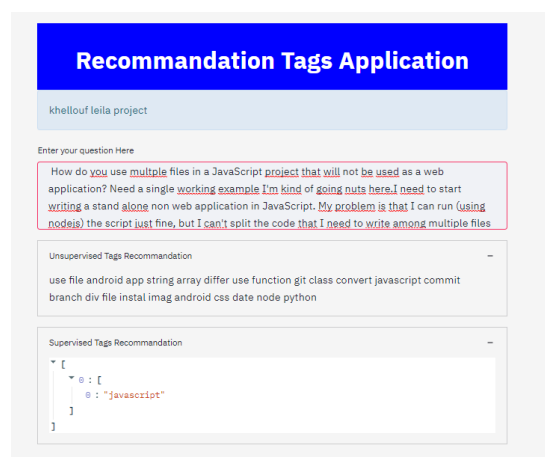 Recommandation Tags Application
khellouf leila project
Enter your question Here
How do you use multple files in a JavaScript project that will not be used as a web
application? Need a single working example I'm kind of going nuts here.I need to start
writing a stand alone non web application in JavaScript. My problem is that I can run (using
nodejs) the script just fine, but I can't split the code that I need to write among multiple files
Unsupervised Tags Recommandation −
use file android app string array differ use function git class convert javascript commit
branch div file instal imag android css date node python
Supervised Tags Recommandation −
[
0 : [
0 : "javascript"
]
]